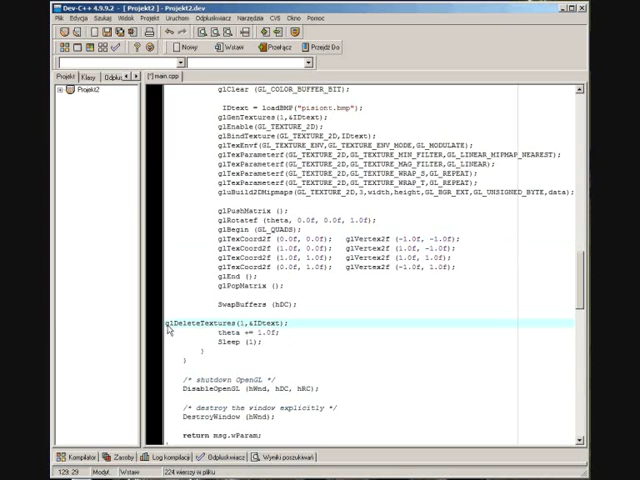 Dev-C++ 4.9.9.2 - [ Projekt2 ] - Projekt2.dev
Plik Edycja Szukaj Widok Projekt Uruchom Odpluskwiacz Narzędzia CVS Okno Pomoc
Nowy Wstaw Przełącz Przejdź Do
Projekt Klasy Odplus
[*] main.cpp
Projekt2
glClear (GL_COLOR_BUFFER_BIT);
IDtext = loadBMP("pisiont.bmp");
glGenTextures(1,&IDtext);
glEnable(GL_TEXTURE_2D);
glBindTexture(GL_TEXTURE_2D,IDtext);
glTexEnvf(GL_TEXTURE_ENV,GL_TEXTURE_ENV_MODE,GL_MODULATE);
glTexParameterf(GL_TEXTURE_2D,GL_TEXTURE_MIN_FILTER,GL_LINEAR_MIPMAP_NEAREST);
glTexParameterf(GL_TEXTURE_2D,GL_TEXTURE_MAG_FILTER,GL_LINEAR);
glTexParameterf(GL_TEXTURE_2D,GL_TEXTURE_WRAP_S,GL_REPEAT);
glTexParameterf(GL_TEXTURE_2D,GL_TEXTURE_WRAP_T,GL_REPEAT);
gluBuild2DMipmaps(GL_TEXTURE_2D,3,width,height,GL_BGR_EXT,GL_UNSIGNED_BYTE,data);
glPushMatrix ();
glRotatef (theta, 0.0f, 0.0f, 1.0f);
glBegin (GL_QUADS);
glTexCoord2f (0.0f, 0.0f); glVertex2f (-1.0f, -1.0f);
glTexCoord2f (1.0f, 0.0f); glVertex2f (1.0f, -1.0f);
glTexCoord2f (1.0f, 1.0f); glVertex2f (1.0f, 1.0f);
glTexCoord2f (0.0f, 1.0f); glVertex2f (-1.0f, 1.0f);
glEnd ();
glPopMatrix ();
SwapBuffers (hDC);
glDeleteTextures(1,&IDtext);
theta += 1.0f;
Sleep (1);
}
}
/* shutdown OpenGL */
DisableOpenGL (hWnd, hDC, hRC);
/* destroy the window explicitly */
DestroyWindow (hWnd);
return msg.wParam;
Kompilator Zasoby Log kompilacji Odpluskwiacz Wyniki poszukiwań
129: 29 Modyf. Wstaw 224 wierszy w pliku